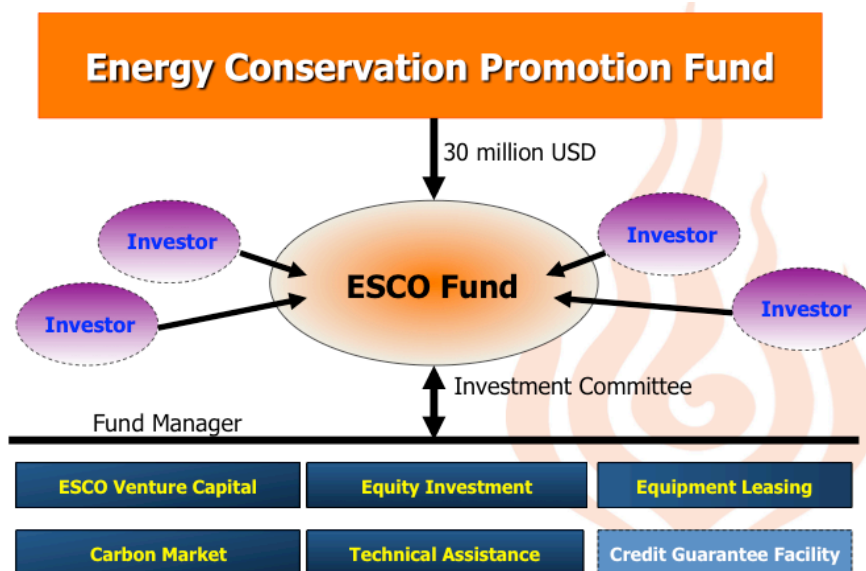 Energy Conservation Promotion Fund
30 million USD
Investor
Investor
ESCO Fund
Investor
Investor
Investment Committee
Fund Manager
ESCO Venture Capital
Equity Investment
Equipment Leasing
Carbon Market
Technical Assistance
Credit Guarantee Facility